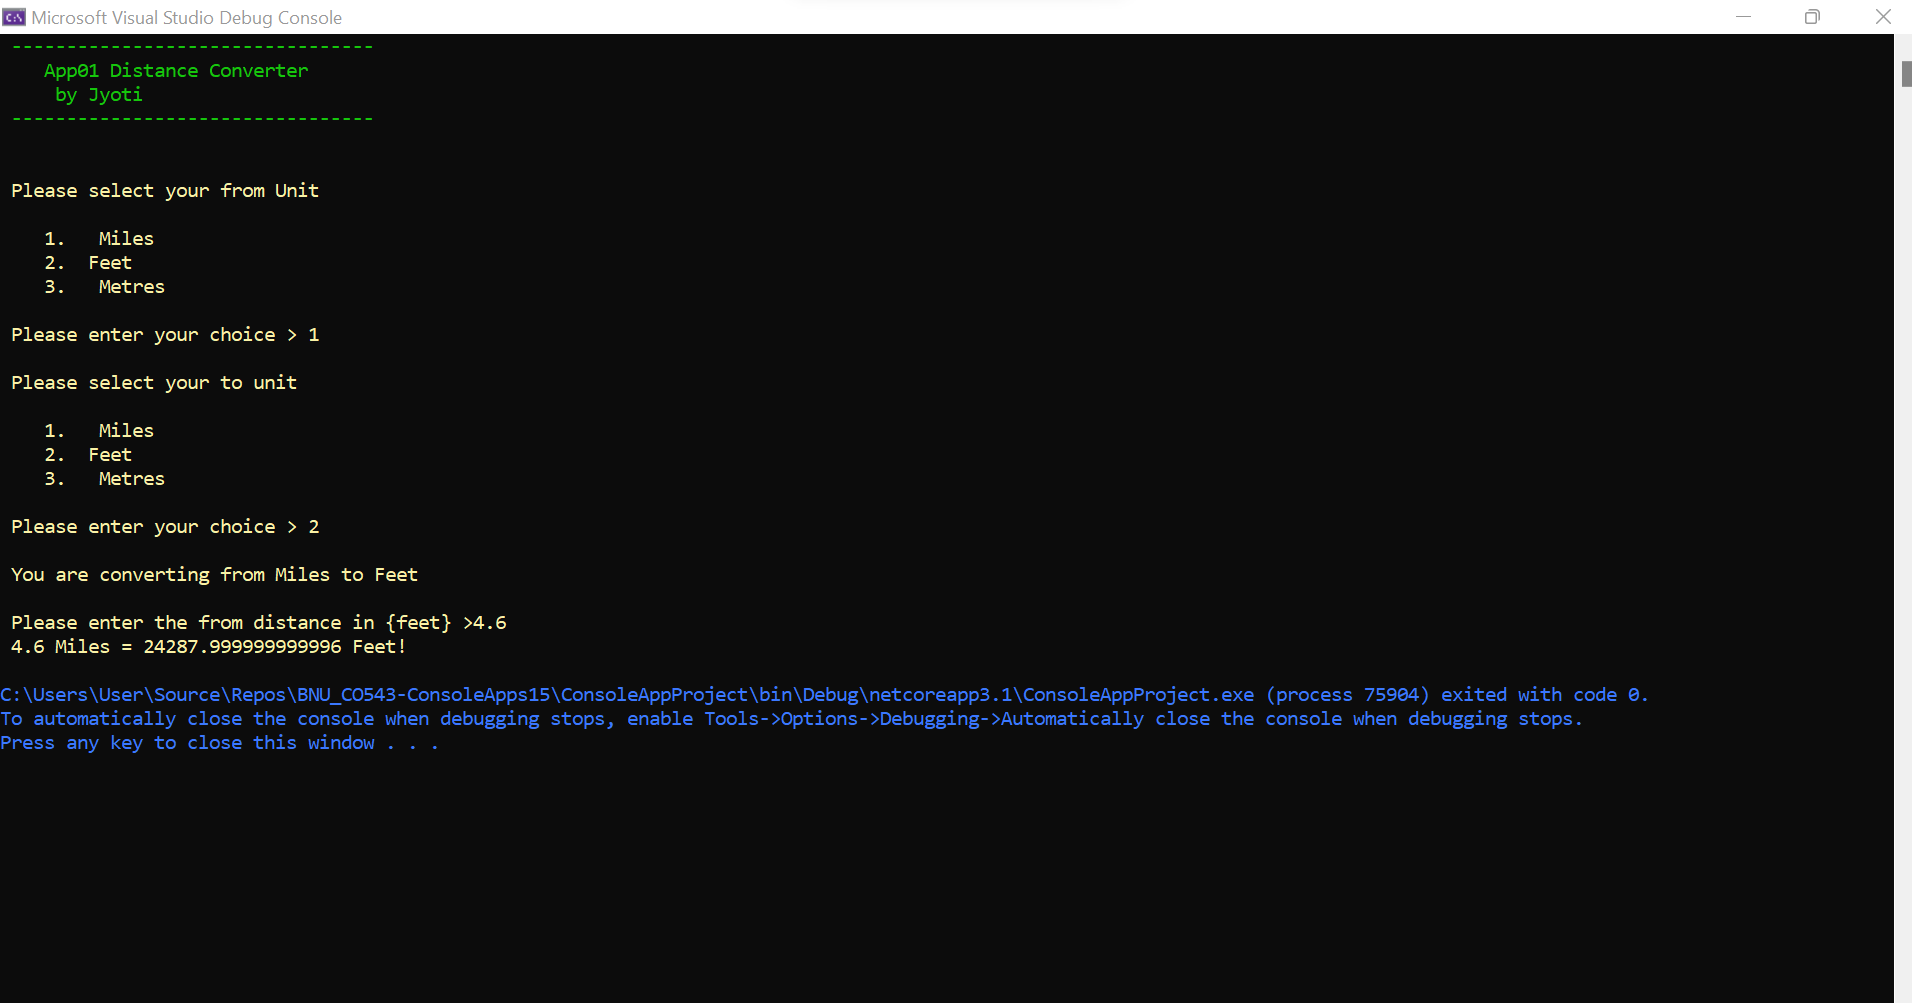 Microsoft Visual Studio Debug Console
---------------------------------
App01 Distance Converter
by Jyoti
---------------------------------
Please select your from Unit
1.   Miles
2.  Feet
3.   Metres
Please enter your choice > 1
Please select your to unit
1.   Miles
2.  Feet
3.   Metres
Please enter your choice > 2
You are converting from Miles to Feet
Please enter the from distance in {feet} >4.6
4.6 Miles = 24287.999999999996 Feet!
C:\Users\User\Source\Repos\BNU_CO543-ConsoleApps15\ConsoleAppProject\bin\Debug\netcoreapp3.1\ConsoleAppProject.exe (process 75904) exited with code 0.
To automatically close the console when debugging stops, enable Tools->Options->Debugging->Automatically close the console when debugging stops.
Press any key to close this window . . .